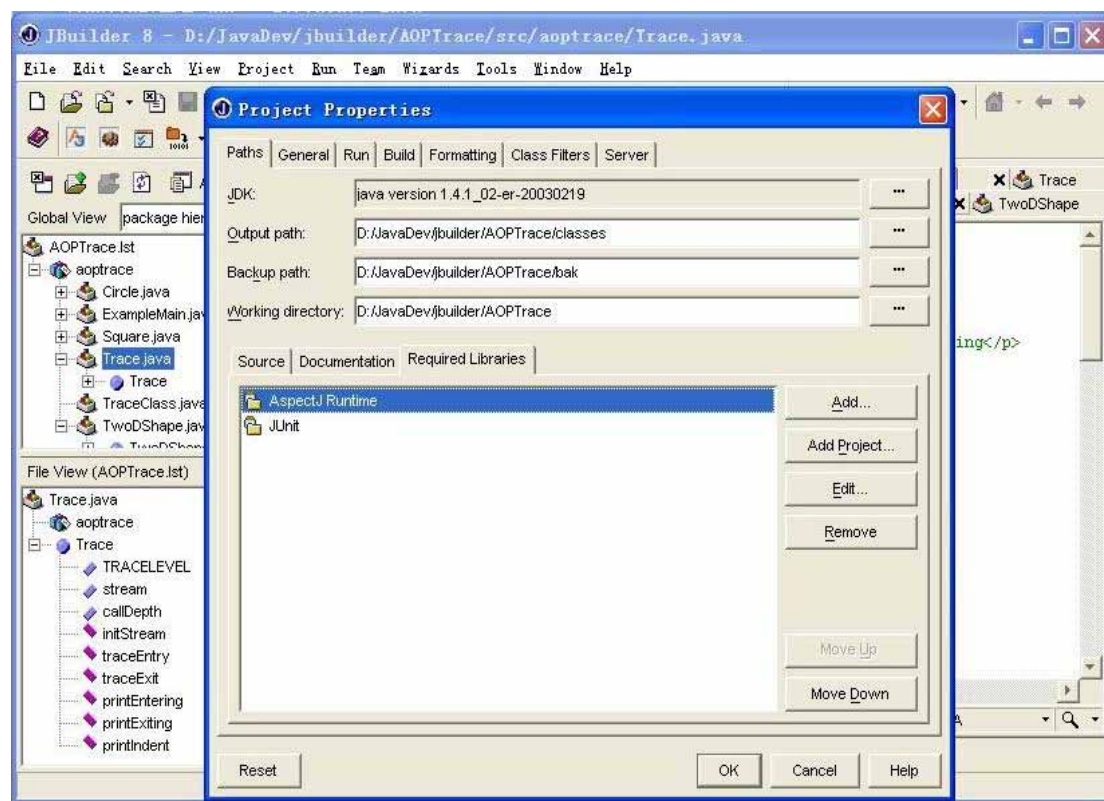 JBuilder 8 - D:/JavaDev/jbuilder/AOPTrace/src/aoptrace/Trace.java
File Edit Search View Project Run Team Wizards Tools Window Help
Project Properties
Paths General Run Build Formatting Class Filters Server
JDK: java version 1.4.1_02-er-20030219 ...
Output path: D:/JavaDev/jbuilder/AOPTrace/classes ...
Backup path: D:/JavaDev/jbuilder/AOPTrace/bak ...
Working directory: D:/JavaDev/jbuilder/AOPTrace ...
Source Documentation Required Libraries
AspectJ Runtime
JUnit
Add...
Add Project...
Edit...
Remove
Move Up
Move Down
Reset OK Cancel Help
Global View package hier
AOPTrace.lst
aoptrace
Circle.java
ExampleMain.jav
Square.java
Trace.java
Trace
TraceClass.java
TwoDShape.jav
File View (AOPTrace.lst)
Trace.java
aoptrace
Trace
TRACELEVEL
stream
callDepth
initStream
traceEntry
traceExit
printEntering
printExiting
printIndent
Trace
TwoDShape
ing</p>